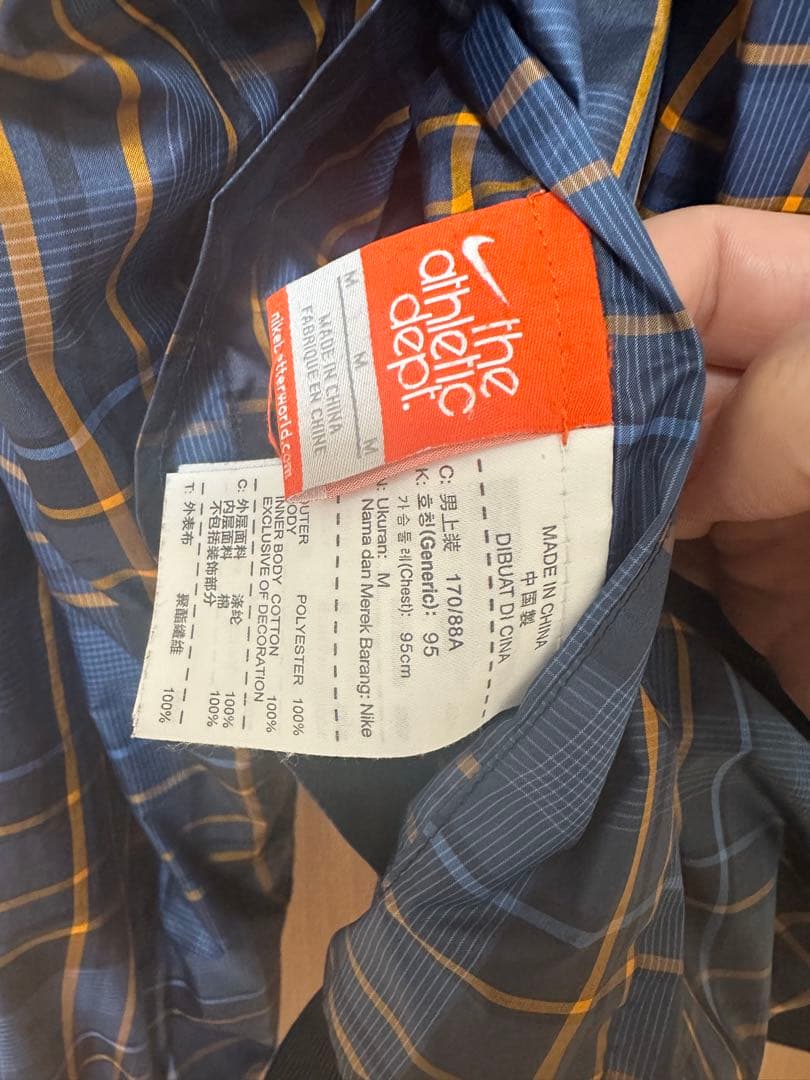 the
athletic
dept.
M M M
MADE IN CHINA
FABRIQUE EN CHINE
MADE IN CHINA
中国製
DIBUAT DI CINA
C: 男上装 170/88A
K: 호칭(Generic): 95
가슴둘레(Chest): 95cm
Ukuran: M
Nama dan Merek Barang: Nike
POLYESTER 100%
INNER BODY COTTON 100%
EXCLUSIVE OF DECORATION
C: 外层面料 涤纶 100%
内层面料 棉 100%
不包括装饰部分
T: 外表布 聚酯纖維 100%